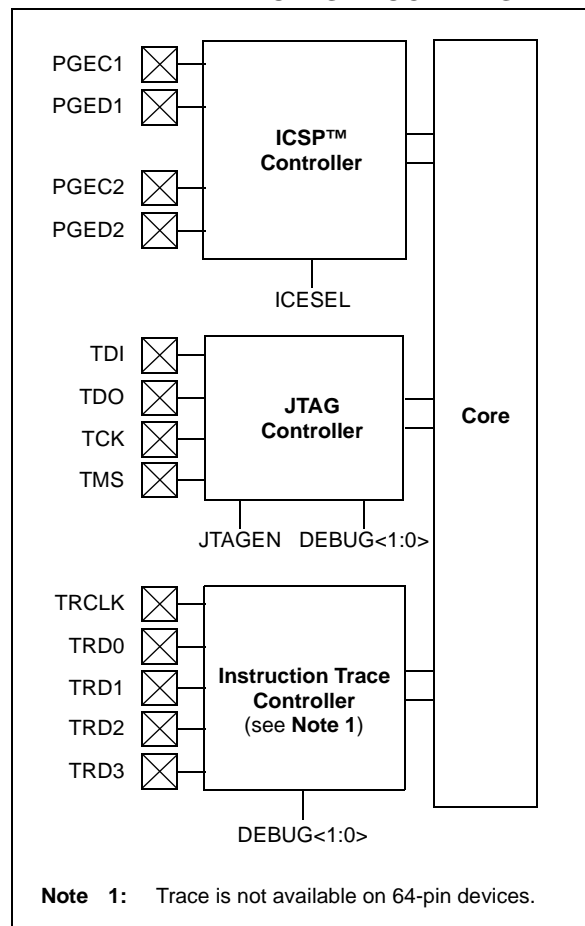 PGEC1
PGED1
ICSP™
Controller
PGEC2
PGED2
ICESEL
TDI
TDO
JTAG
Controller
Core
TCK
TMS
JTAGEN DEBUG<1:0>
TRCLK
TRD0
TRD1
Instruction Trace
Controller
(see Note 1)
TRD2
TRD3
DEBUG<1:0>
Note 1: Trace is not available on 64-pin devices.